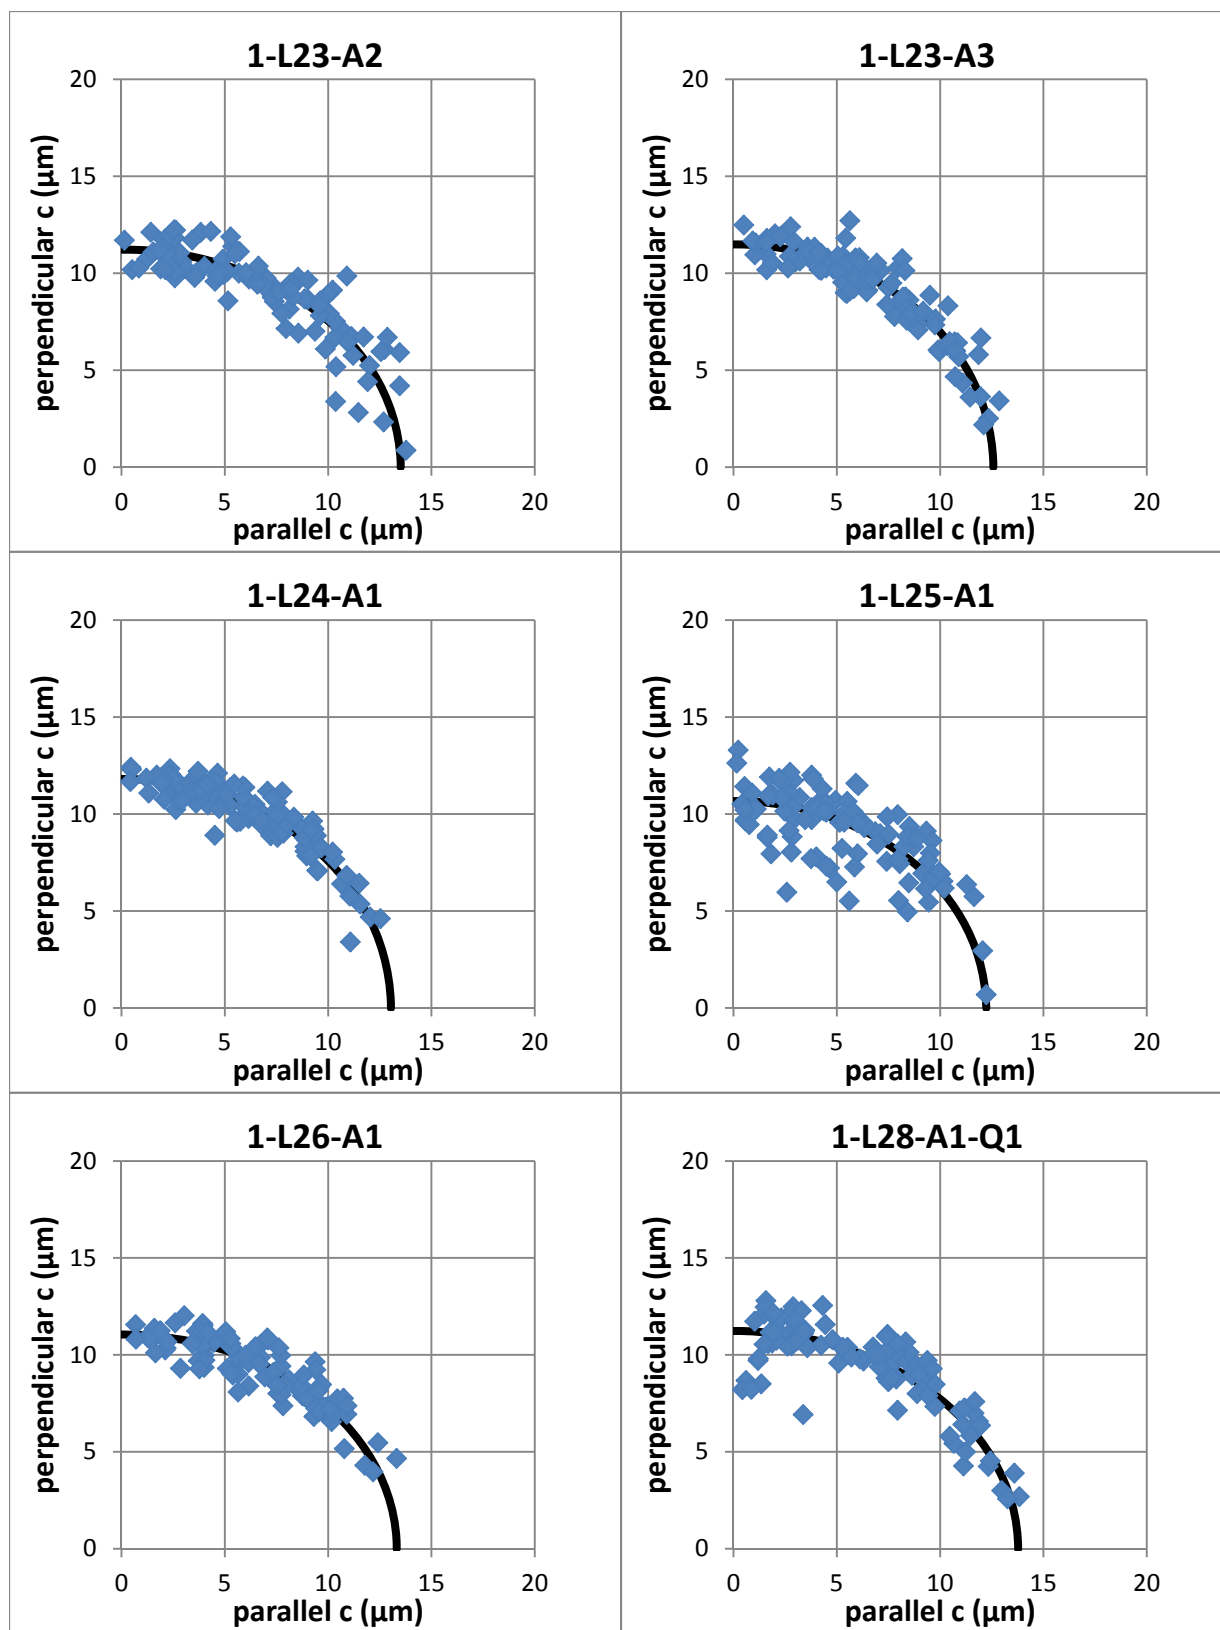 1-L23-A2
20
15
10
5
0
perpendicular c (μm)
0 5 10 15 20
parallel c (μm)
1-L23-A3
20
15
10
5
0
perpendicular c (μm)
0 5 10 15 20
parallel c (μm)
1-L24-A1
20
15
10
5
0
perpendicular c (μm)
0 5 10 15 20
parallel c (μm)
1-L25-A1
20
15
10
5
0
perpendicular c (μm)
0 5 10 15 20
parallel c (μm)
1-L26-A1
20
15
10
5
0
perpendicular c (μm)
0 5 10 15 20
parallel c (μm)
1-L28-A1-Q1
20
15
10
5
0
perpendicular c (μm)
0 5 10 15 20
parallel c (μm)